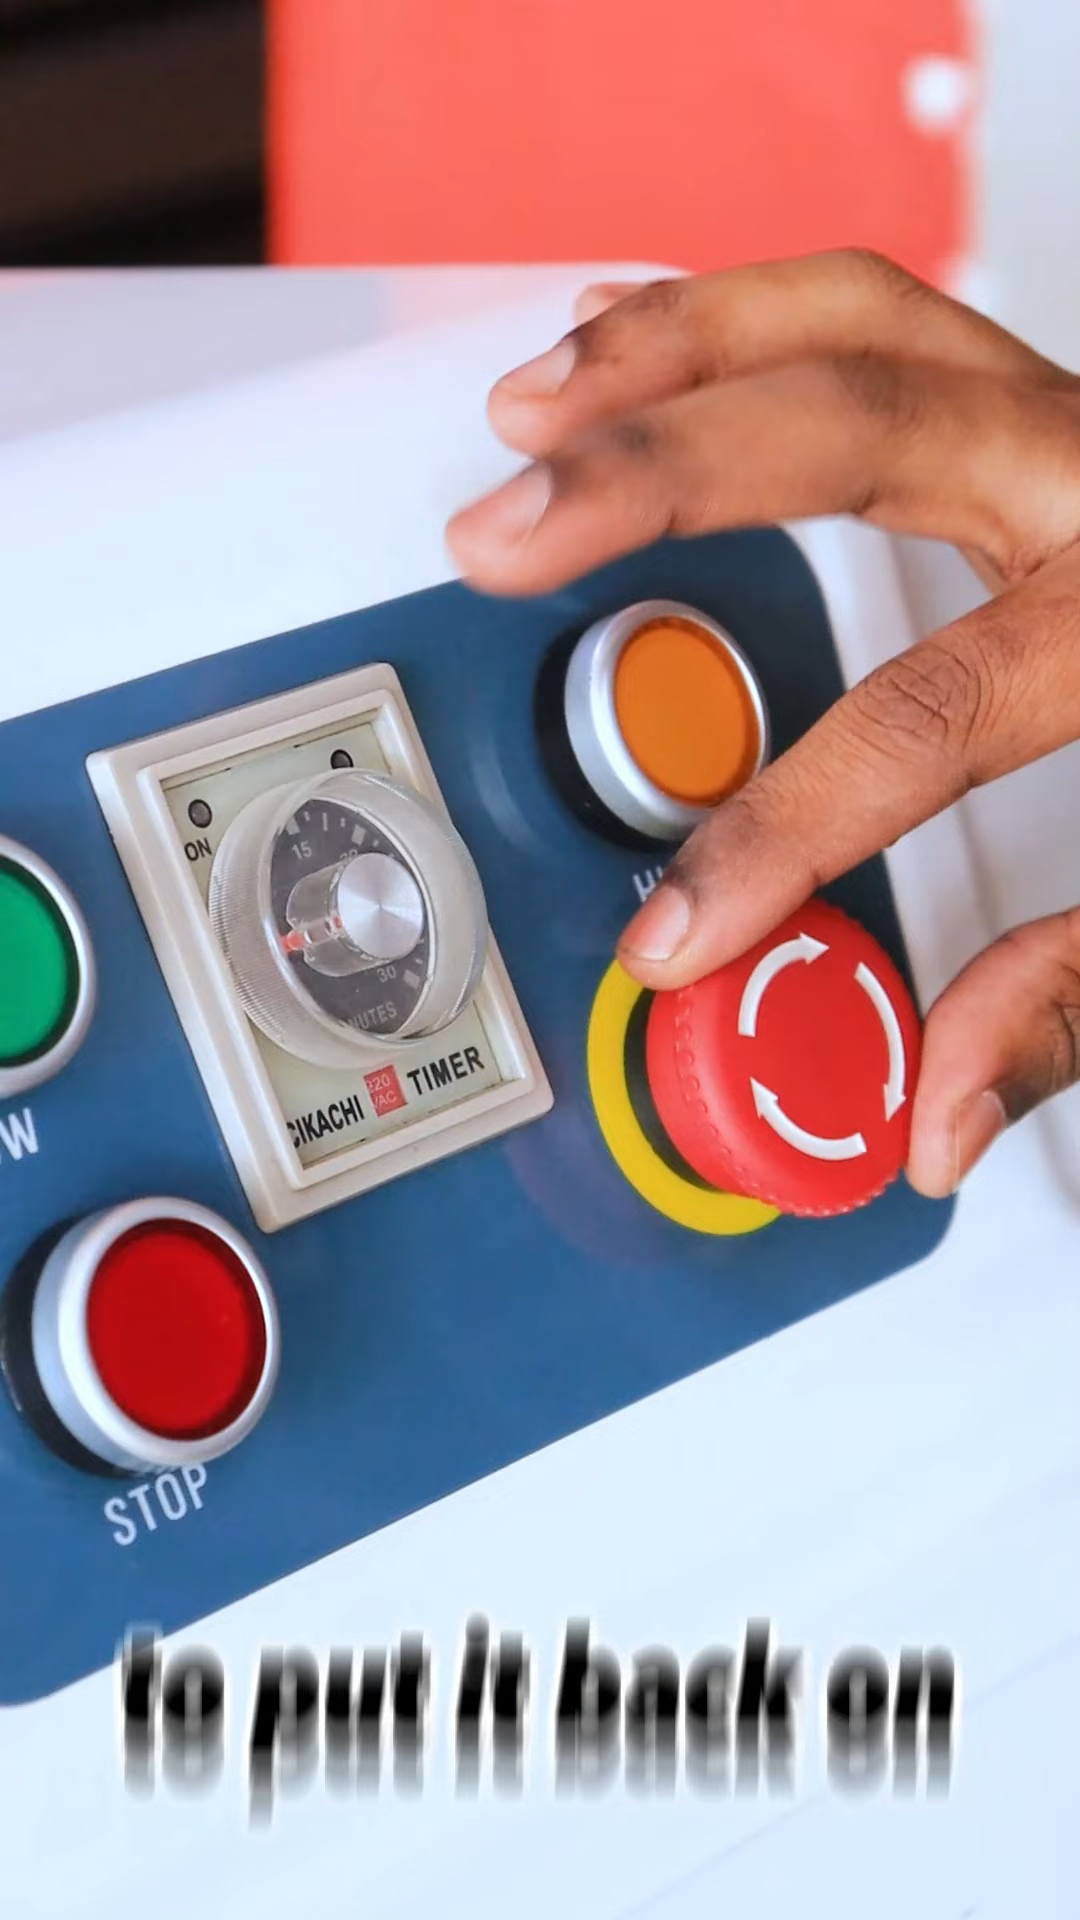 ON
15
30
CIKACHI 220 VAC TIMER
STOP
to put it back on